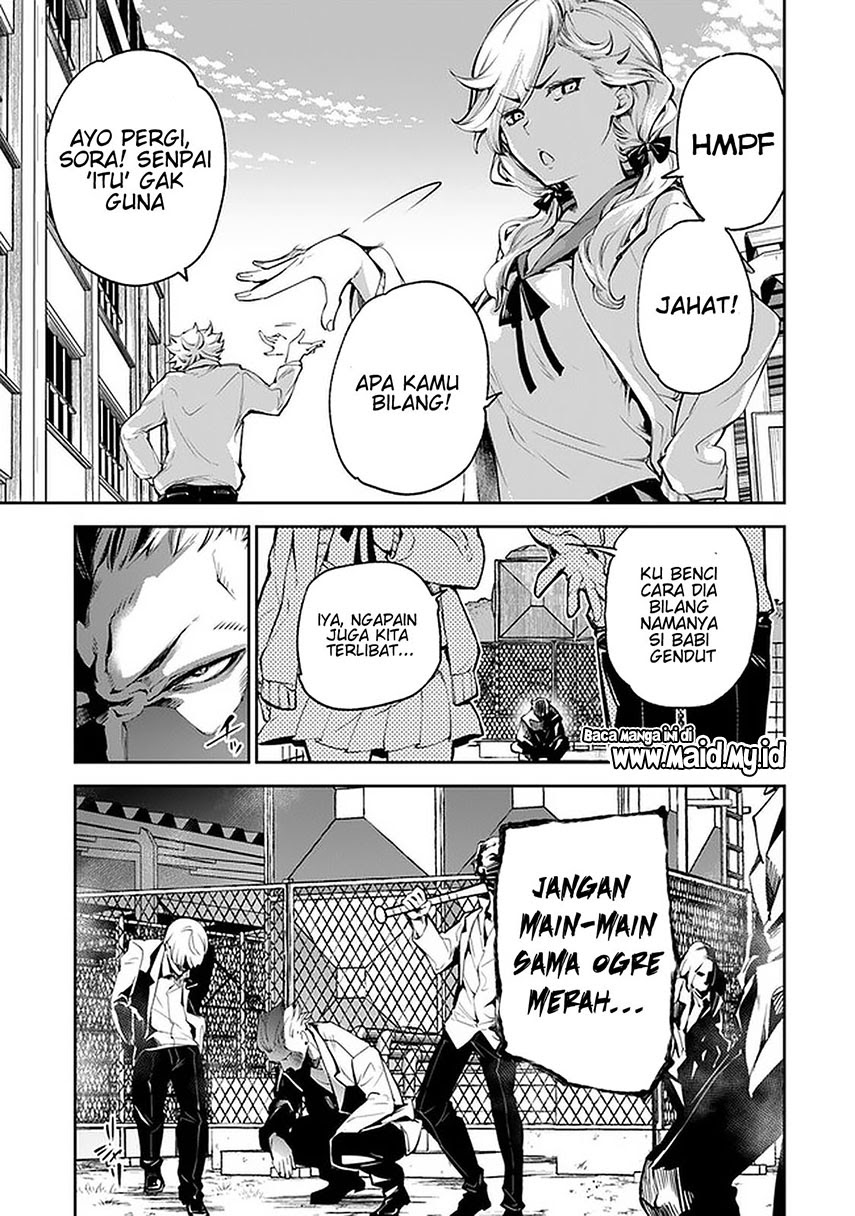 HMPF
JAHAT!
APA KAMU
BILANG!
AYO PERGI,
SORA! SENPAI
'ITU' GAK
GUNA
KU BENCI
CARA DIA
BILANG
NAMANYA
SI BABI
GENDUT
IYA, NGAPAIN
JUGA KITA
TERLIBAT...
Baca Manga ini di
www.Maid.My.id
JANGAN
MAIN-MAIN
SAMA OGRE
MERAH...